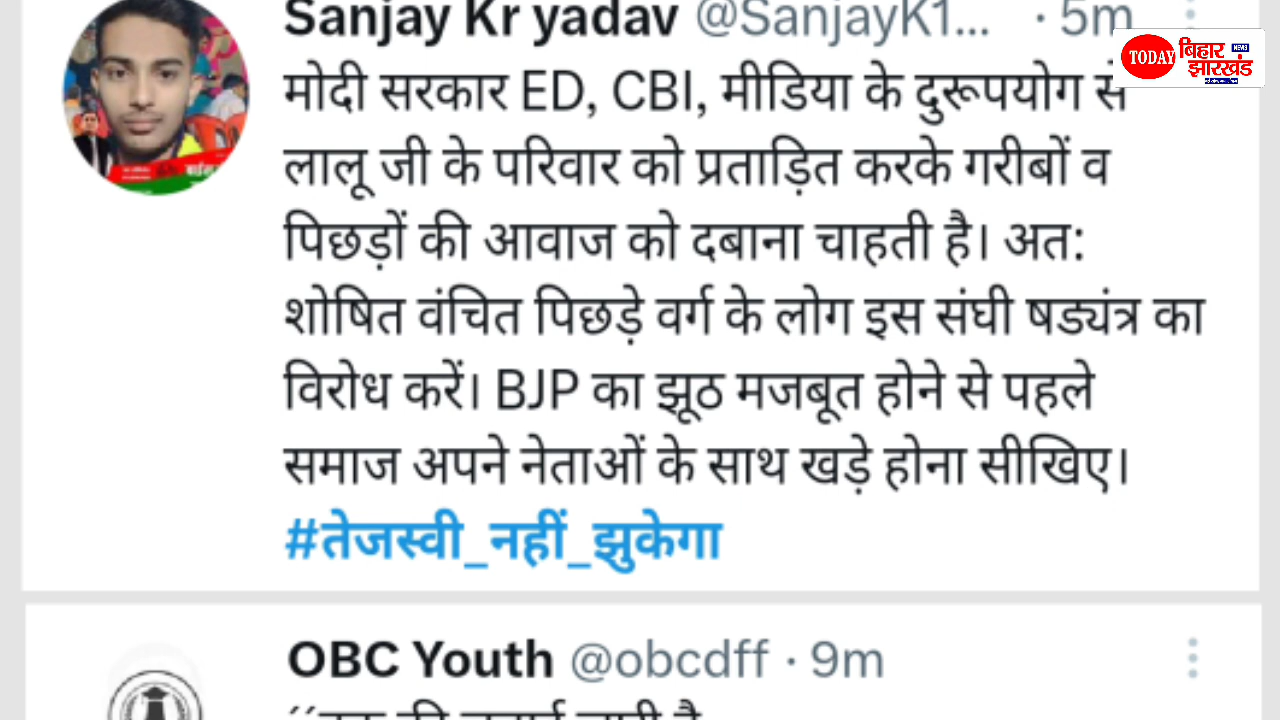 Sanjay Kr yadav @SanjayK1... · 5m
TODAY बिहार झारखंड NEWS
मोदी सरकार ED, CBI, मीडिया के दुरूपयोग से
लालू जी के परिवार को प्रताड़ित करके गरीबों व
पिछड़ों की आवाज को दबाना चाहती है। अत:
शोषित वंचित पिछड़े वर्ग के लोग इस संघी षड्यंत्र का
विरोध करें। BJP का झूठ मजबूत होने से पहले
समाज अपने नेताओं के साथ खड़े होना सीखिए।
#तेजस्वी_नहीं_झुकेगा
OBC Youth @obcdff · 9m